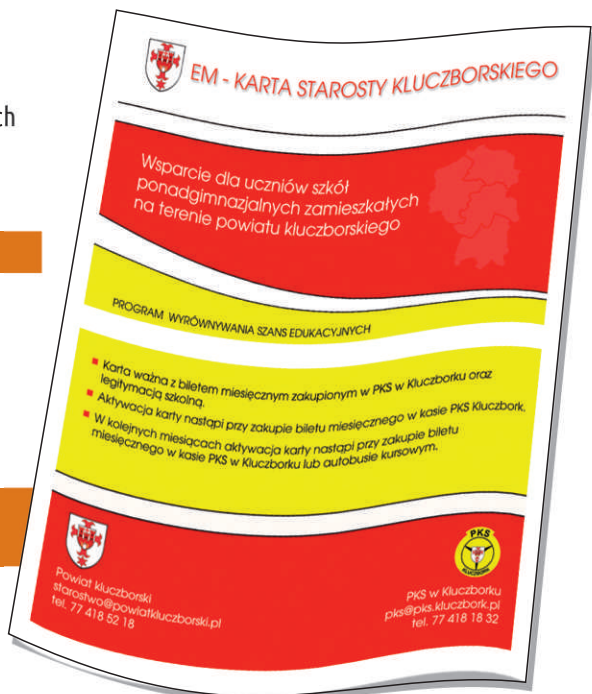 EM - KARTA STAROSTY KLUCZBORSKIEGO
Wsparcie dla uczniów szkół
ponadgimnazjalnych zamieszkałych
na terenie powiatu kluczborskiego
PROGRAM WYRÓWNYWANIA SZANS EDUKACYJNYCH
Karta ważna z biletem miesięcznym zakupionym w PKS w Kluczborku oraz
legitymacją szkolną.
Aktywacja karty nastąpi przy zakupie biletu miesięcznego w kasie PKS Kluczbork.
W kolejnych miesiącach aktywacja karty nastąpi przy zakupie biletu
miesięcznego w kasie PKS w Kluczborku lub autobusie kursowym.
Powiat kluczborski
starostwo@powiatkluczborski.pl
tel. 77 418 52 18
PKS
KLUCZBORK
PKS w Kluczborku
pks@pks.kluczbork.pl
tel. 77 418 18 32